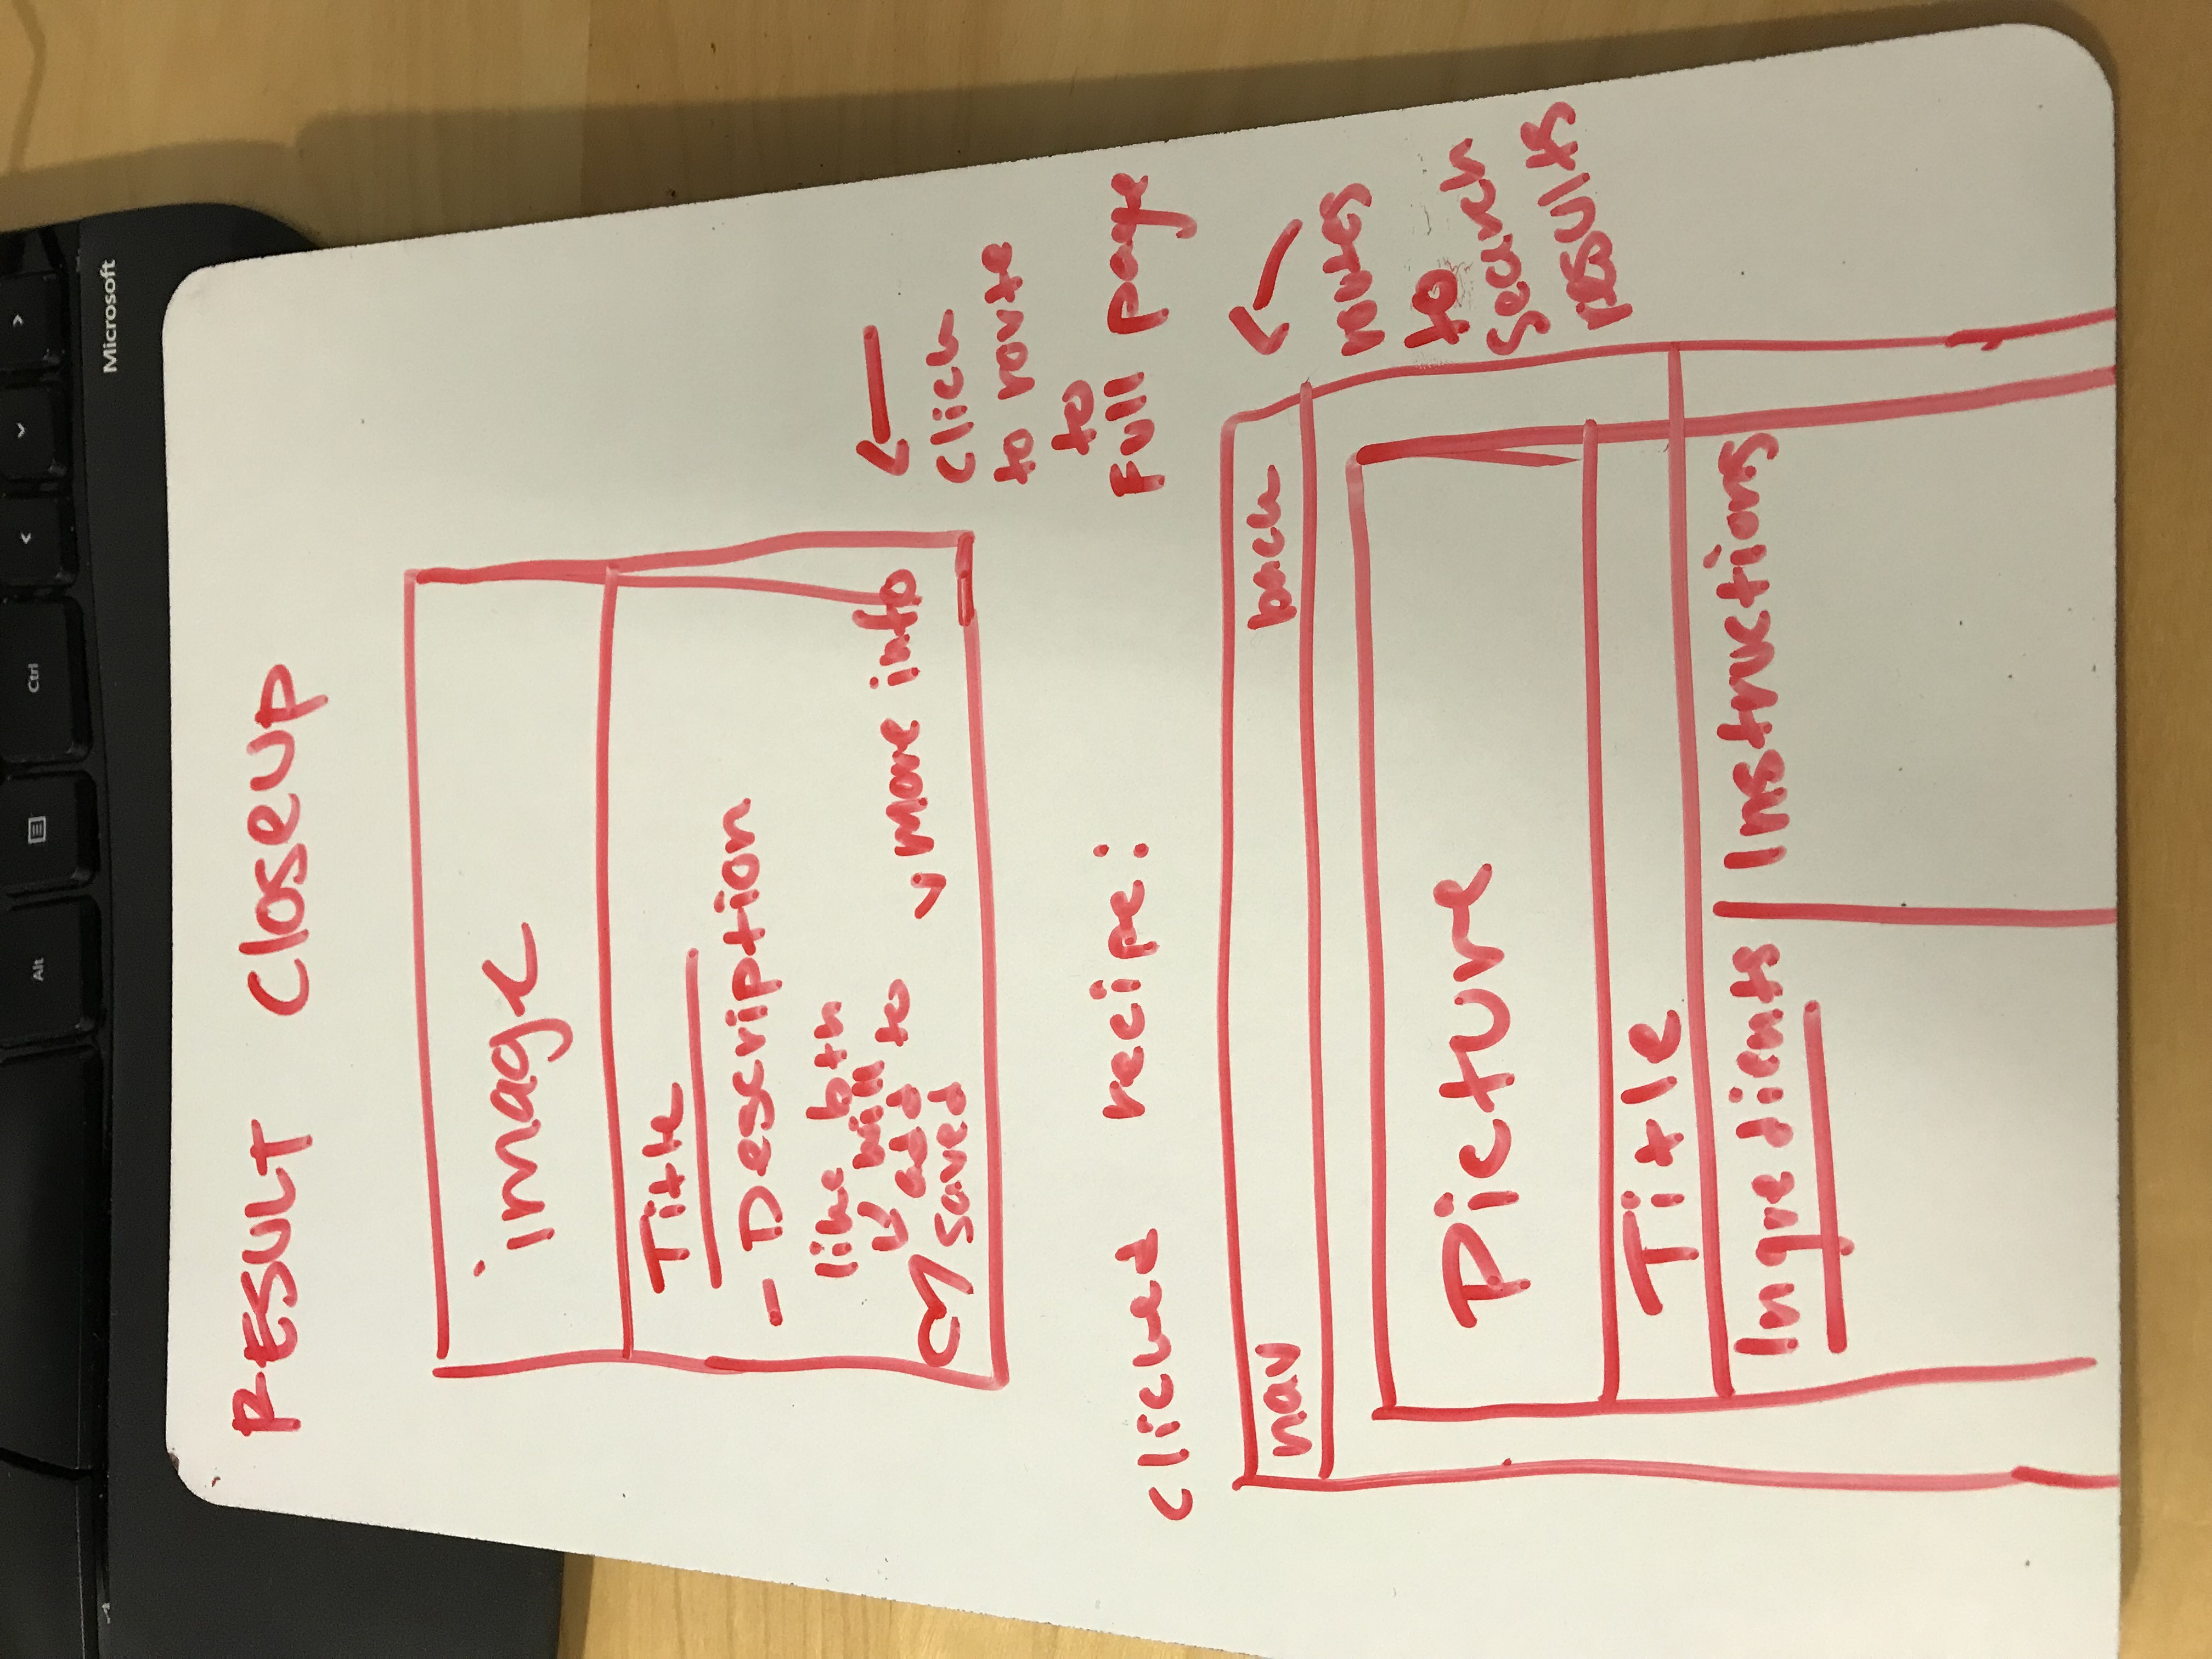 Alt
Ctrl
Microsoft
RESULT Closeup
image
Title
- Description
like btn
will
add to
saved
more info
Click
to route
to
Full page
clicked recipe:
nav
back
routes
to
Search
results
Picture
Title
Ingredients
Instructions